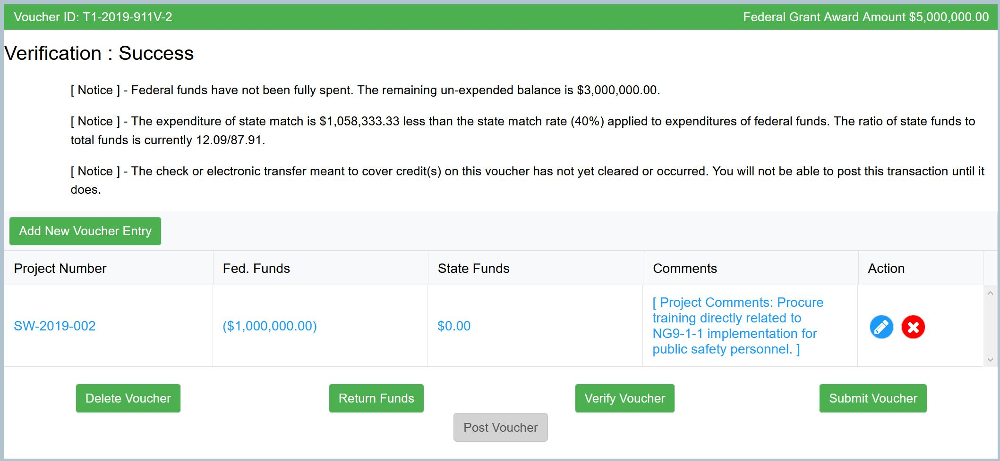 Voucher ID: T1-2019-911V-2
Federal Grant Award Amount $5,000,000.00
Verification : Success
[ Notice ] - Federal funds have not been fully spent. The remaining un-expended balance is $3,000,000.00.
[ Notice ] - The expenditure of state match is $1,058,333.33 less than the state match rate (40%) applied to expenditures of federal funds. The ratio of state funds to
total funds is currently 12.09/87.91.
[ Notice ] - The check or electronic transfer meant to cover credit(s) on this voucher has not yet cleared or occurred. You will not be able to post this transaction until it
does.
Add New Voucher Entry
Project Number
Fed. Funds
State Funds
Comments
Action
SW-2019-002
($1,000,000.00)
$0.00
[ Project Comments: Procure
training directly related to
NG9-1-1 implementation for
public safety personnel. ]
Delete Voucher
Return Funds
Verify Voucher
Submit Voucher
Post Voucher